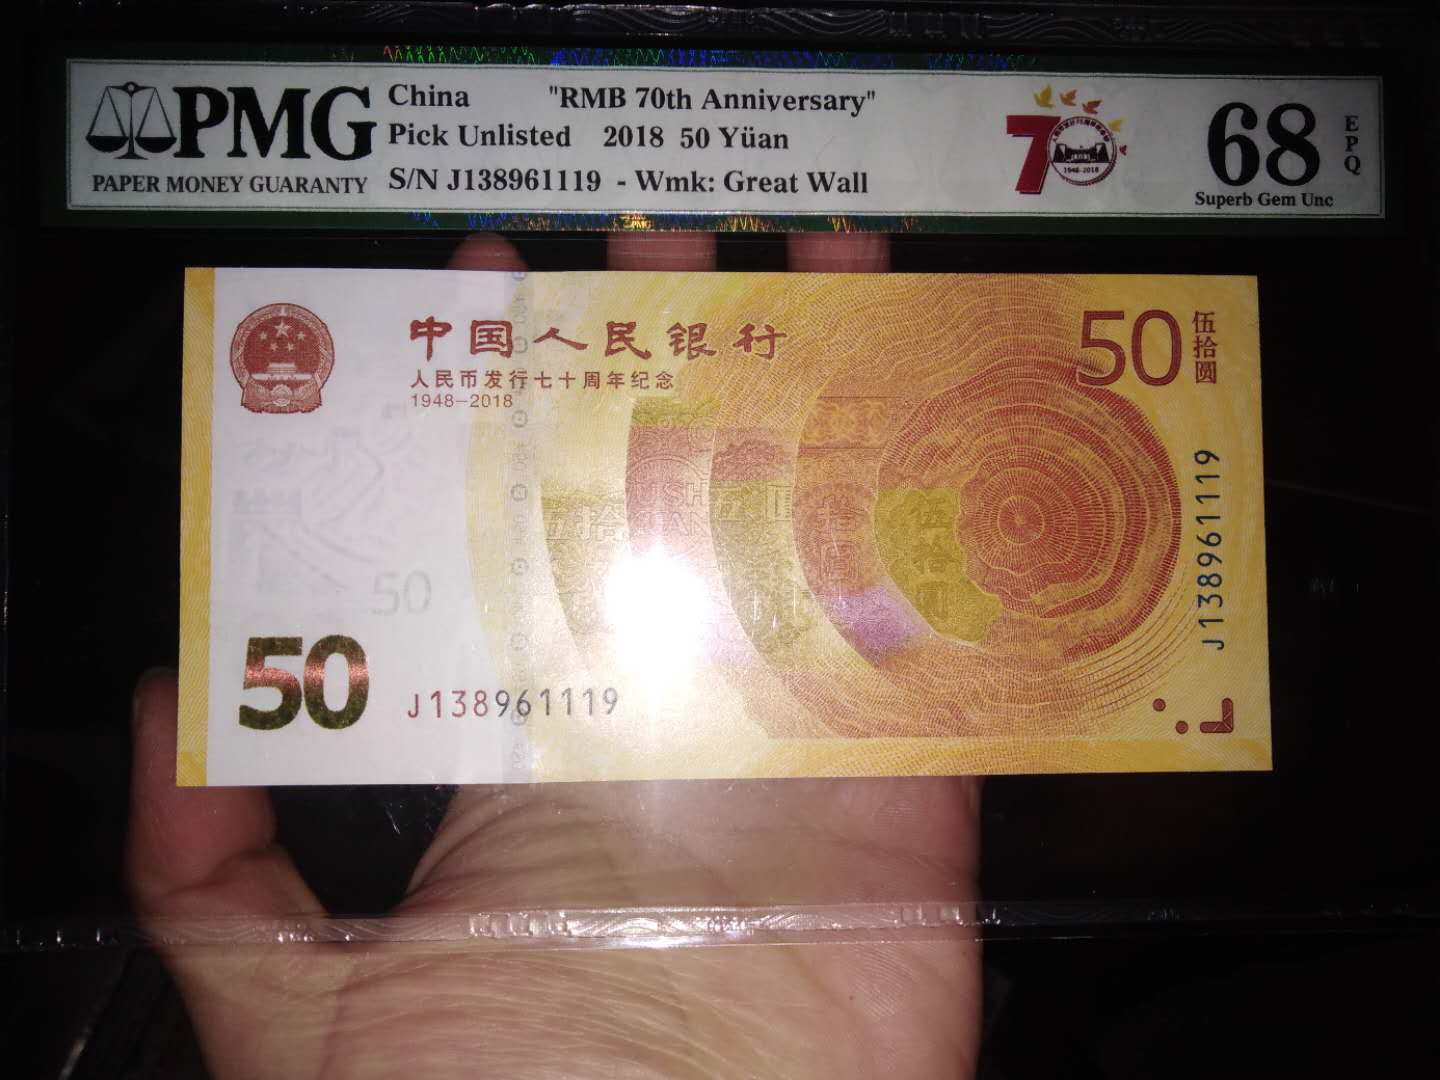 PMG
PAPER MONEY GUARANTY
China "RMB 70th Anniversary"
Pick Unlisted 2018 50 Yüan
S/N J138961119 - Wmk: Great Wall
70
1948-2018
68
EPQ
Superb Gem Unc
中国人民银行
人民币发行七十周年纪念
1948-2018
50
伍拾圆
伍拾圆
50
50
J138961119
J138961119